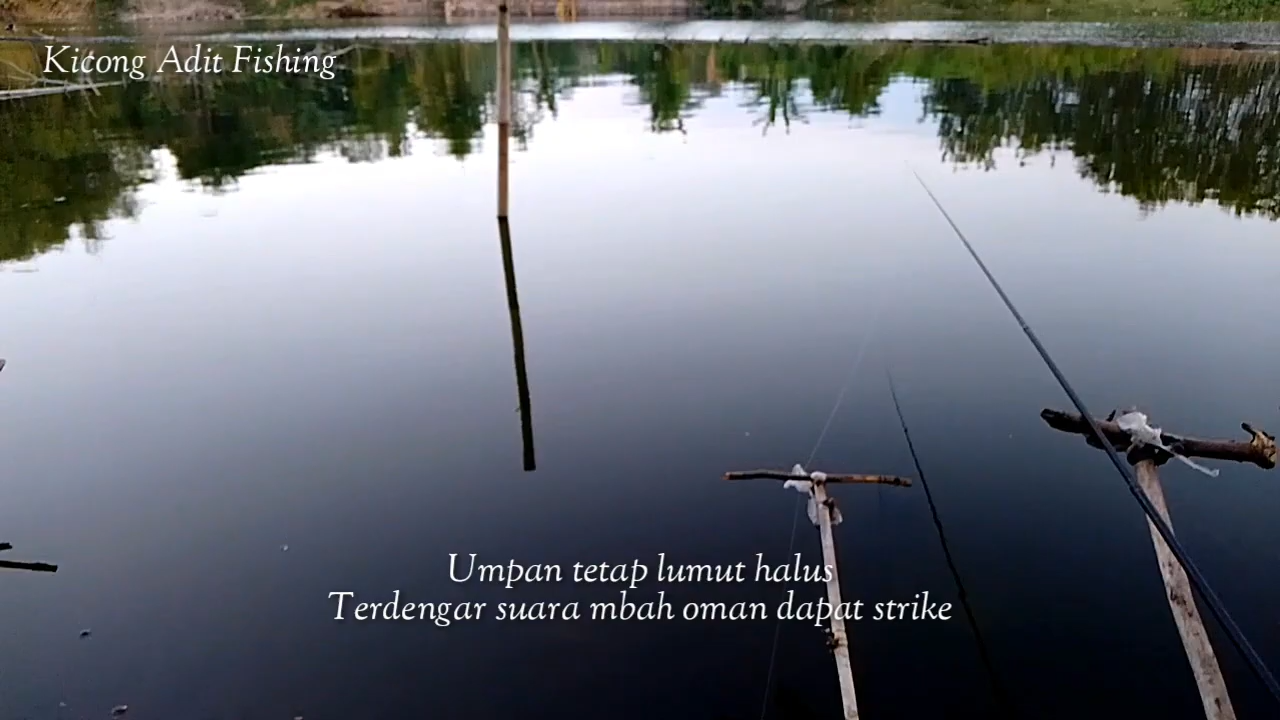 Kicong Adit Fishing
Umpan tetap lumut halus
Terdengar suara mbah oman dapat strike